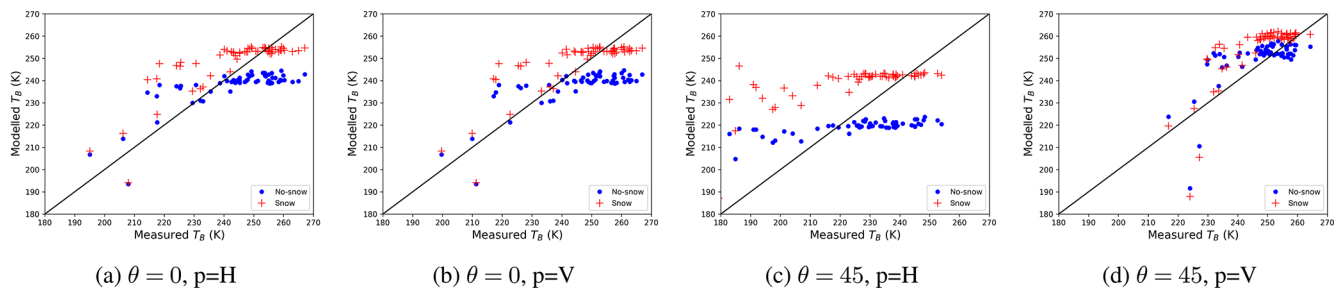 270
260
250
240
230
220
210
200
190
180
Modelled T_B (K)
180 190 200 210 220 230 240 250 260 270
Measured T_B (K)
No-snow
Snow
(a) θ = 0, p=H
270
260
250
240
230
220
210
200
190
180
Modelled T_B (K)
180 190 200 210 220 230 240 250 260 270
Measured T_B (K)
No-snow
Snow
(b) θ = 0, p=V
270
260
250
240
230
220
210
200
190
180
Modelled T_B (K)
180 190 200 210 220 230 240 250 260 270
Measured T_B (K)
No-snow
Snow
(c) θ = 45, p=H
270
260
250
240
230
220
210
200
190
180
Modelled T_B (K)
180 190 200 210 220 230 240 250 260 270
Measured T_B (K)
No-snow
Snow
(d) θ = 45, p=V